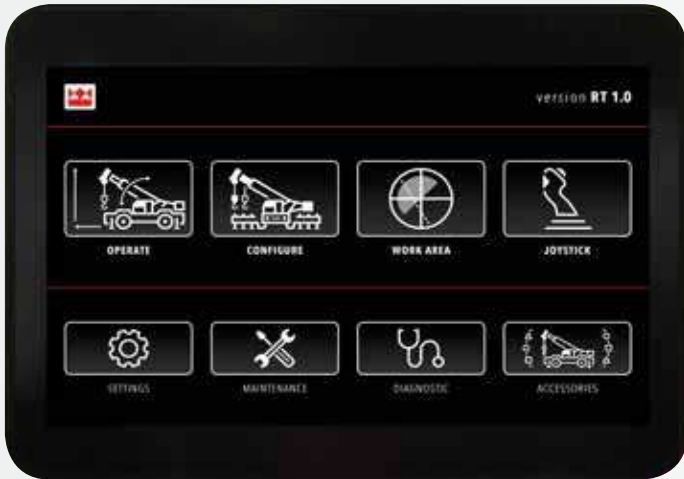 version RT 1.0
OPERATE
CONFIGURE
WORK AREA
JOYSTICK
SETTINGS
MAINTENANCE
DIAGNOSTIC
ACCESSORIES